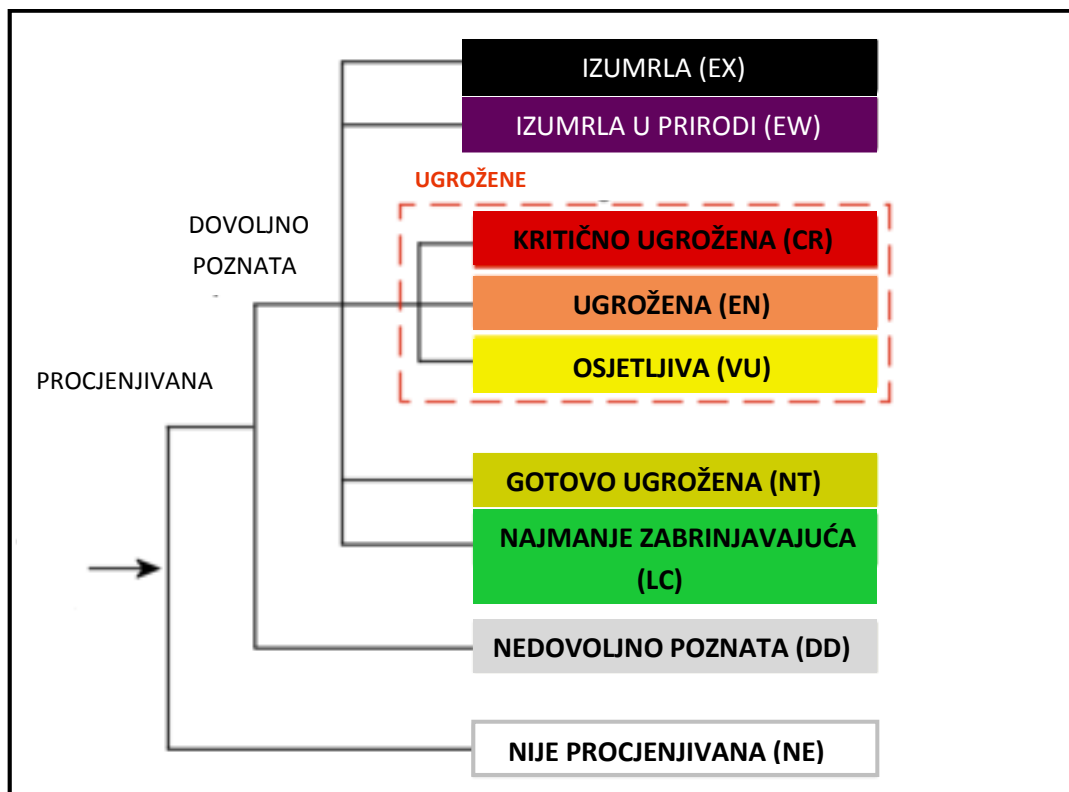 IZUMRLA (EX)
IZUMRLA U PRIRODI (EW)
UGROŽENE
DOVOLJNO
POZNATA
KRITIČNO UGROŽENA (CR)
UGROŽENA (EN)
OSJETLJIVA (VU)
PROCJENJIVANA
GOTOVO UGROŽENA (NT)
NAJMANJE ZABRINJAVAJUĆA
(LC)
NEDOVOLJNO POZNATA (DD)
NIJE PROCJENJIVANA (NE)